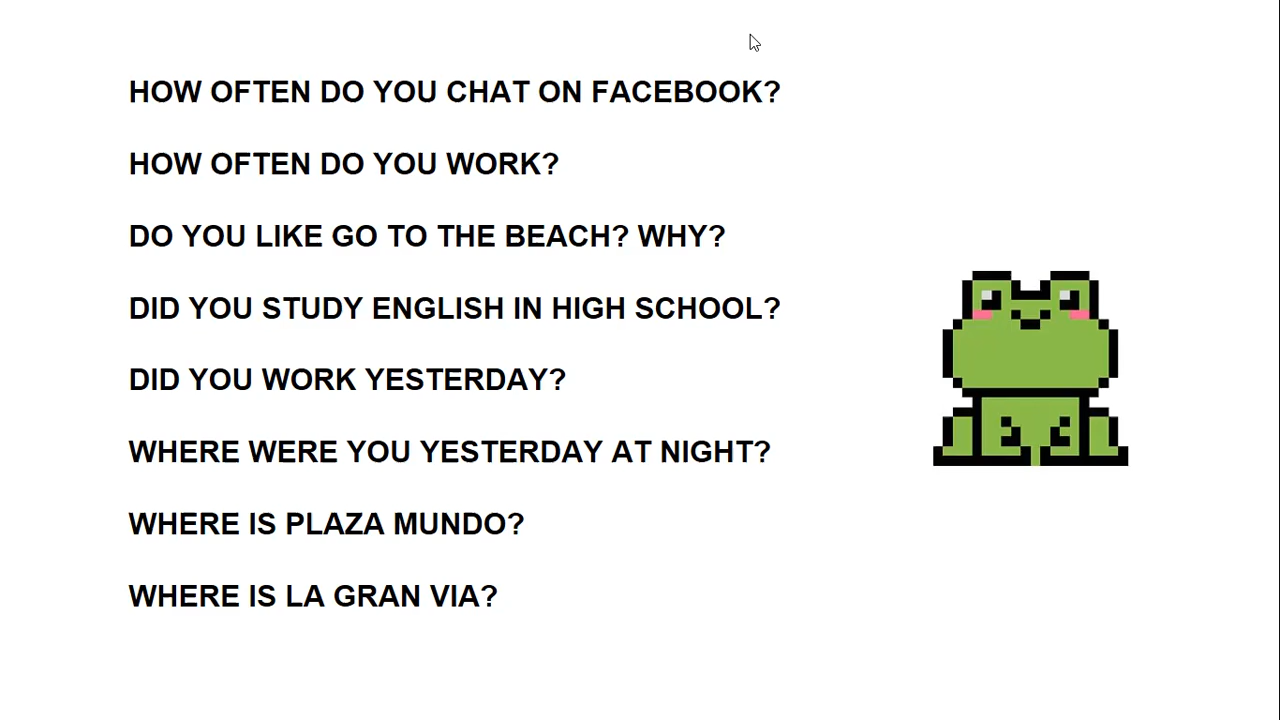 HOW OFTEN DO YOU CHAT ON FACEBOOK?
HOW OFTEN DO YOU WORK?
DO YOU LIKE GO TO THE BEACH? WHY?
DID YOU STUDY ENGLISH IN HIGH SCHOOL?
DID YOU WORK YESTERDAY?
WHERE WERE YOU YESTERDAY AT NIGHT?
WHERE IS PLAZA MUNDO?
WHERE IS LA GRAN VIA?